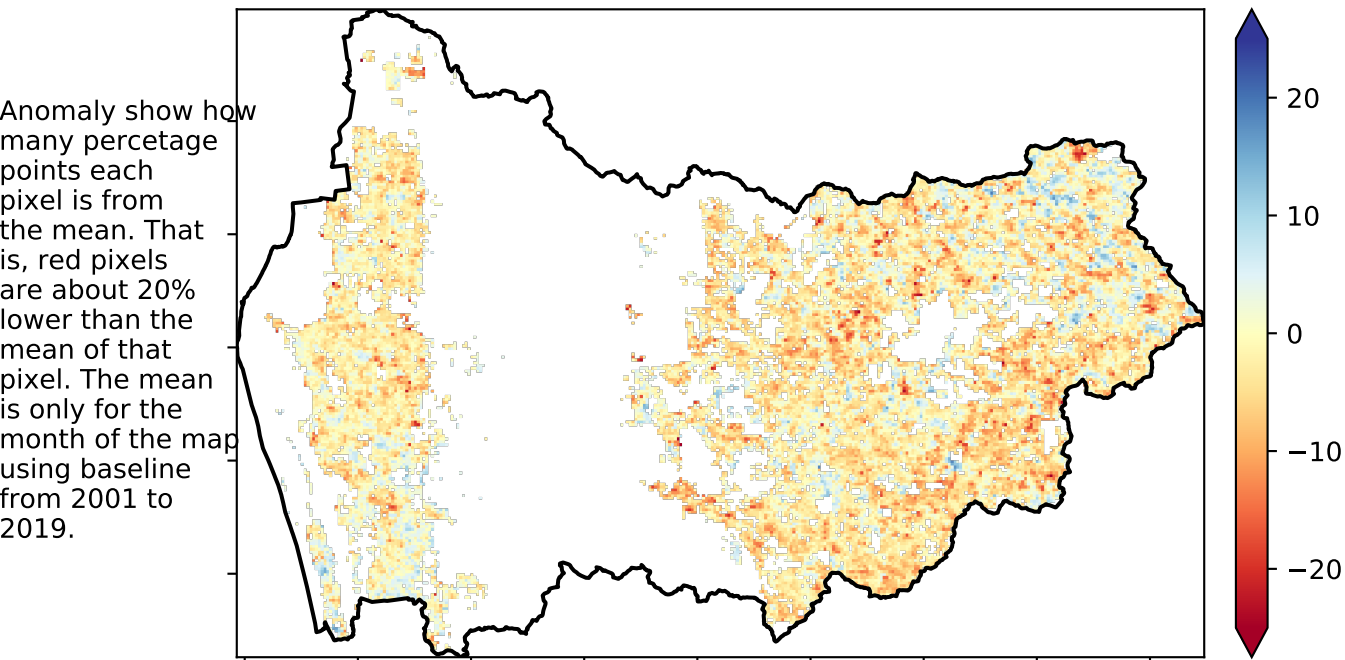 Anomaly show how
many percetage
points each
pixel is from
the mean. That
is, red pixels
are about 20%
lower than the
mean of that
pixel. The mean
is only for the
month of the map
using baseline
from 2001 to
2019.
20
10
0
−10
−20